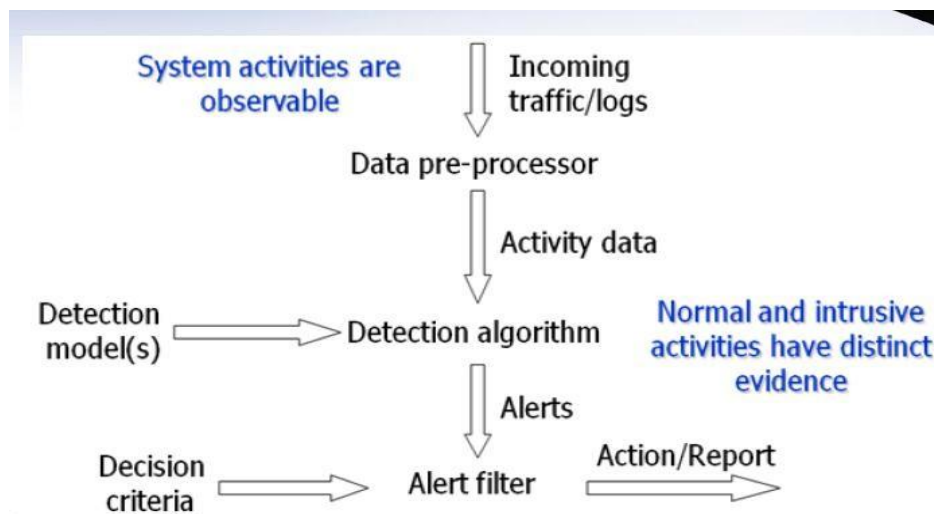 System activities are
observable
Incoming
traffic/logs
Data pre-processor
Activity data
Detection
model(s)
Detection algorithm
Normal and intrusive
activities have distinct
evidence
Alerts
Decision
criteria
Alert filter
Action/Report